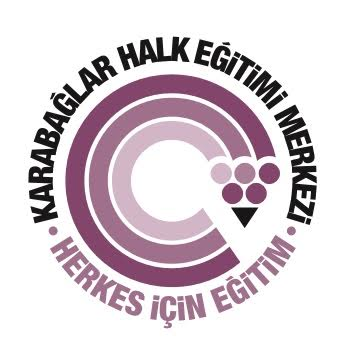 KARABAĞLAR HALK EĞİTİMİ MERKEZİ
• HERKES İÇİN EĞİTİM •